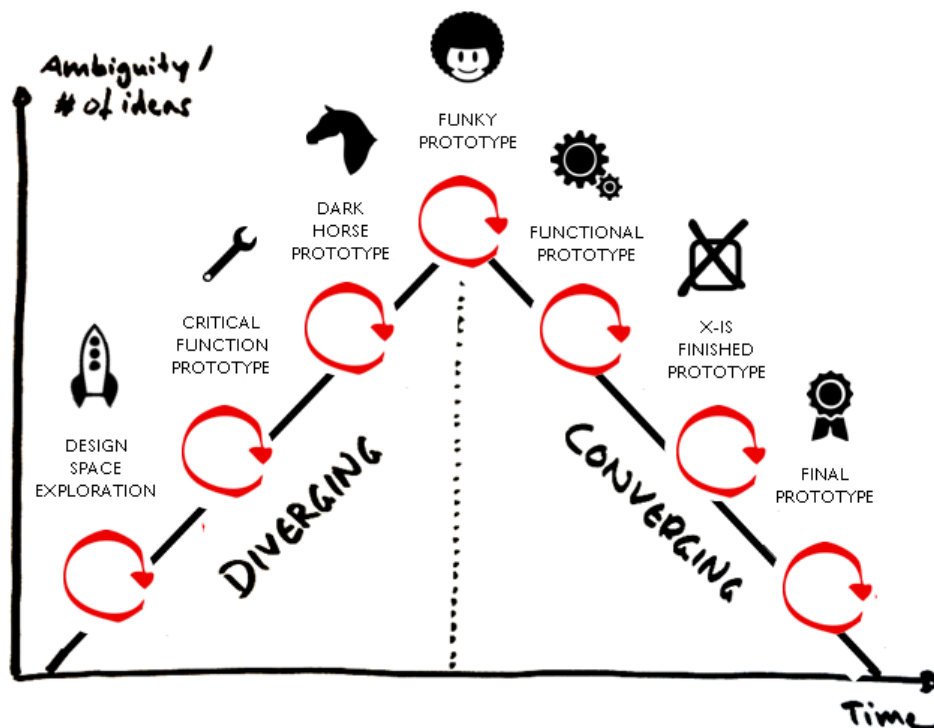 Ambiguity /
# of ideas
FUNKY
PROTOTYPE
DARK
HORSE
PROTOTYPE
FUNCTIONAL
PROTOTYPE
CRITICAL
FUNCTION
PROTOTYPE
X-IS
FINISHED
PROTOTYPE
DESIGN
SPACE
EXPLORATION
FINAL
PROTOTYPE
DIVERGING
CONVERGING
Time